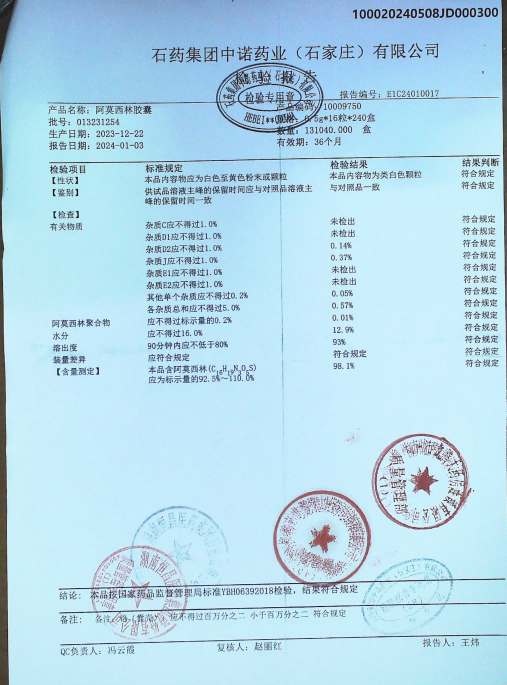 100020240508JD000300
石药集团中诺药业（石家庄）有限公司
检验专用章
报告编号: E1C24010017
产品名称: 阿莫西林胶囊
产品编码: 10009750
批号: 013231254
0.5g*16粒*240盒
生产日期: 2023-12-22
数量: 131040.000 盒
报告日期: 2024-01-03
有效期: 36个月
检验项目 标准规定 检验结果 结果判断
【性状】 本品内容物应为白色至黄色粉末或颗粒 本品内容物为类白色颗粒 符合规定
【鉴别】 供试品溶液主峰的保留时间应与对照品溶液主 与对照品一致 符合规定
峰的保留时间一致
【检查】
有关物质 杂质C应不得过1.0% 未检出 符合规定
杂质D1应不得过1.0% 未检出 符合规定
杂质D2应不得过1.0% 0.14% 符合规定
杂质J应不得过1.0% 0.37% 符合规定
杂质E1应不得过1.0% 未检出 符合规定
杂质E2应不得过1.0% 未检出 符合规定
其他单个杂质应不得过0.2% 0.05% 符合规定
各杂质总和应不得过5.0% 0.57% 符合规定
阿莫西林聚合物 应不得过标示量的0.2% 0.01% 符合规定
水分 应不得过16.0% 12.9% 符合规定
溶出度 90分钟内应不低于80% 93% 符合规定
装量差异 应符合规定 符合规定 符合规定
【含量测定】 本品含阿莫西林(C16H19N3O5S) 98.1% 符合规定
应为标示量的92.5%～110.0%
结论: 本品按国家药品监督管理局标准YBH06392018检验，结果符合规定
备注: 不得过百万分之二 小于百万分之二 符合规定
QC负责人: 冯云霞 复核人: 赵丽红 报告人: 王炜